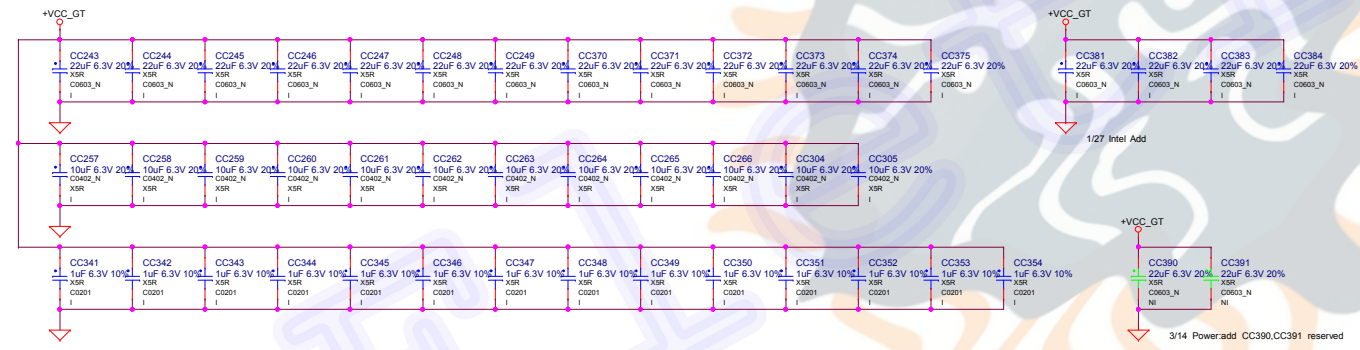 +VCC_GT
+VCC_GT
CC243 CC244 CC245 CC246 CC247 CC248 CC249 CC370 CC371 CC372 CC373 CC374 CC375 CC381 CC382 CC383 CC384
22uF 6.3V 20% 22uF 6.3V 20% 22uF 6.3V 20% 22uF 6.3V 20% 22uF 6.3V 20% 22uF 6.3V 20% 22uF 6.3V 20% 22uF 6.3V 20% 22uF 6.3V 20% 22uF 6.3V 20% 22uF 6.3V 20% 22uF 6.3V 20% 22uF 6.3V 20% 22uF 6.3V 20% 22uF 6.3V 20% 22uF 6.3V 20% 22uF 6.3V 20%
X5R X5R X5R X5R X5R X5R X5R X5R X5R X5R X5R X5R X5R X5R X5R X5R X5R
C0603_N C0603_N C0603_N C0603_N C0603_N C0603_N C0603_N C0603_N C0603_N C0603_N C0603_N C0603_N C0603_N C0603_N C0603_N C0603_N C0603_N
I I I I I I I I I I I I I I I I I
1/27 Intel Add
CC257 CC258 CC259 CC260 CC261 CC262 CC263 CC264 CC265 CC266 CC304 CC305
10uF 6.3V 20% 10uF 6.3V 20% 10uF 6.3V 20% 10uF 6.3V 20% 10uF 6.3V 20% 10uF 6.3V 20% 10uF 6.3V 20% 10uF 6.3V 20% 10uF 6.3V 20% 10uF 6.3V 20% 10uF 6.3V 20% 10uF 6.3V 20%
C0402_N C0402_N C0402_N C0402_N C0402_N C0402_N C0402_N C0402_N C0402_N C0402_N C0402_N C0402_N
X5R X5R X5R X5R X5R X5R X5R X5R X5R X5R X5R X5R
I I I I I I I I I I I I
+VCC_GT
CC341 CC342 CC343 CC344 CC345 CC346 CC347 CC348 CC349 CC350 CC351 CC352 CC353 CC354 CC390 CC391
1uF 6.3V 10% 1uF 6.3V 10% 1uF 6.3V 10% 1uF 6.3V 10% 1uF 6.3V 10% 1uF 6.3V 10% 1uF 6.3V 10% 1uF 6.3V 10% 1uF 6.3V 10% 1uF 6.3V 10% 1uF 6.3V 10% 1uF 6.3V 10% 1uF 6.3V 10% 1uF 6.3V 10% 22uF 6.3V 20% 22uF 6.3V 20%
X5R X5R X5R X5R X5R X5R X5R X5R X5R X5R X5R X5R X5R X5R X5R X5R
C0201 C0201 C0201 C0201 C0201 C0201 C0201 C0201 C0201 C0201 C0201 C0201 C0201 C0201 C0603_N C0603_N
I I I I I I I I I I I I I I NI NI
3/14 Power:add CC390,CC391 reserved